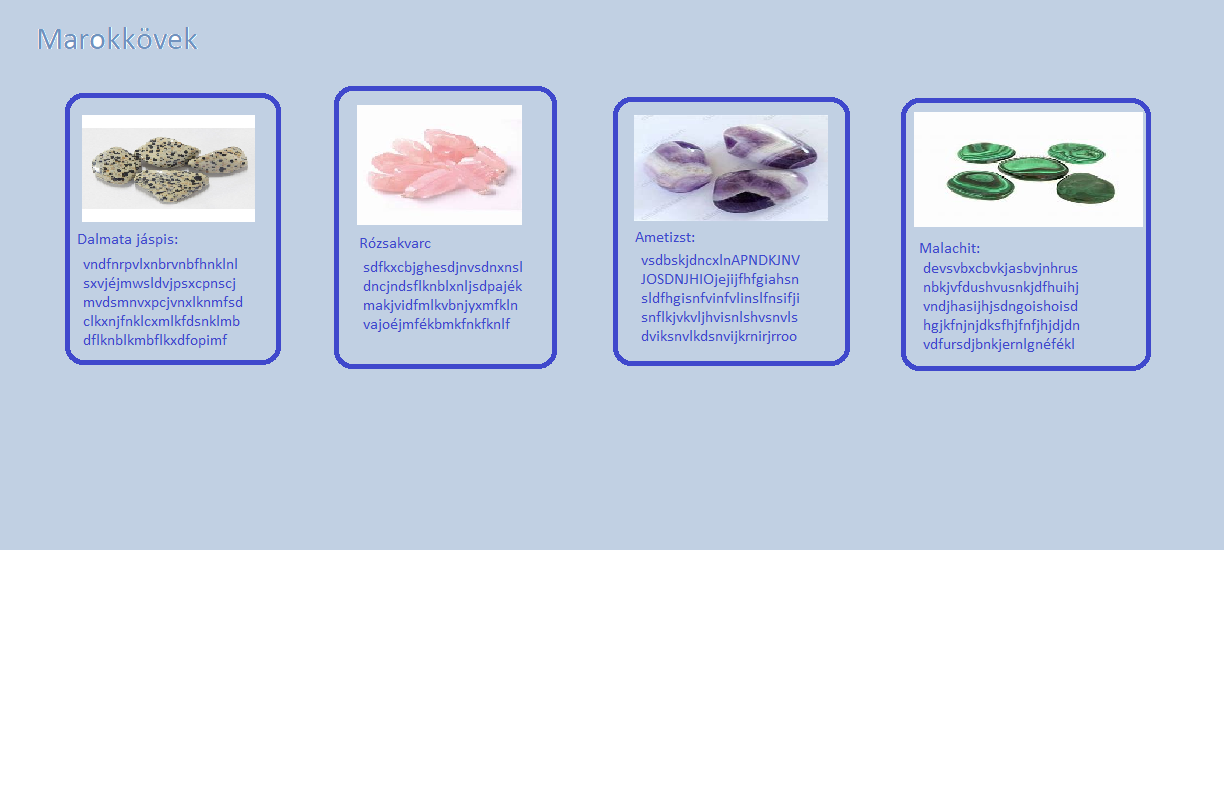 Marokkövek
Dalmata jáspis:
vndfnrpvlxnbrvnbfhnklnl
sxvjéjmwsldvjpsxcpnscj
mvdsmnvxpcjvnxlknmfsd
clkxnjfnklcxmlkfdsnklmb
dflknblkmbflkxdfopimf
Rózsakvarc
sdfkxcbjghesdjnvsdnxnsl
dncjndsflknblxnljsdpajék
makjvidfmlkvbnjyxmfkln
vajoéjmfékbmkfnkfknlf
Ametizst:
vsdbskjdncxlnAPNDKJNV
JOSDNJHIOjejijfhfgiahsn
sldfhgisnfvinfvlinslfnsifji
snflkjvkvljhvisnlshvsnvls
dviksnvlkdsnvijkrnirjrroo
Malachit:
devsvbxcbvkjasbvjnhrus
nbkjvfdushvusnkjdfhuihj
vndjhasijhjsdngoishoisd
hgjkfnjnjdksfhjfnfjhjdjdn
vdfursdjbnkjernlgnéfékl